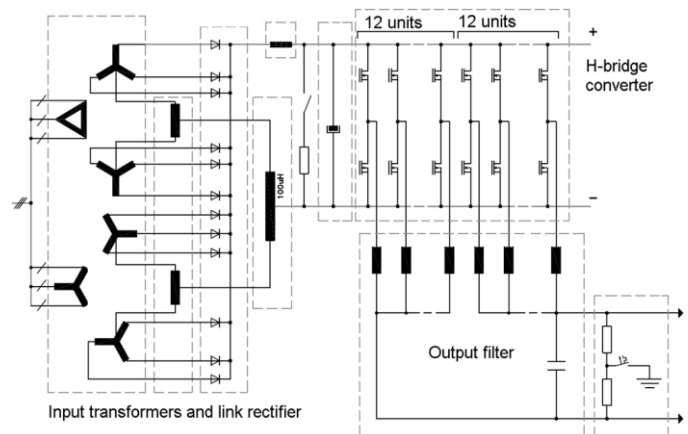 12 units 12 units
+
H-bridge
converter
100uH
−
Output filter
Input transformers and link rectifier